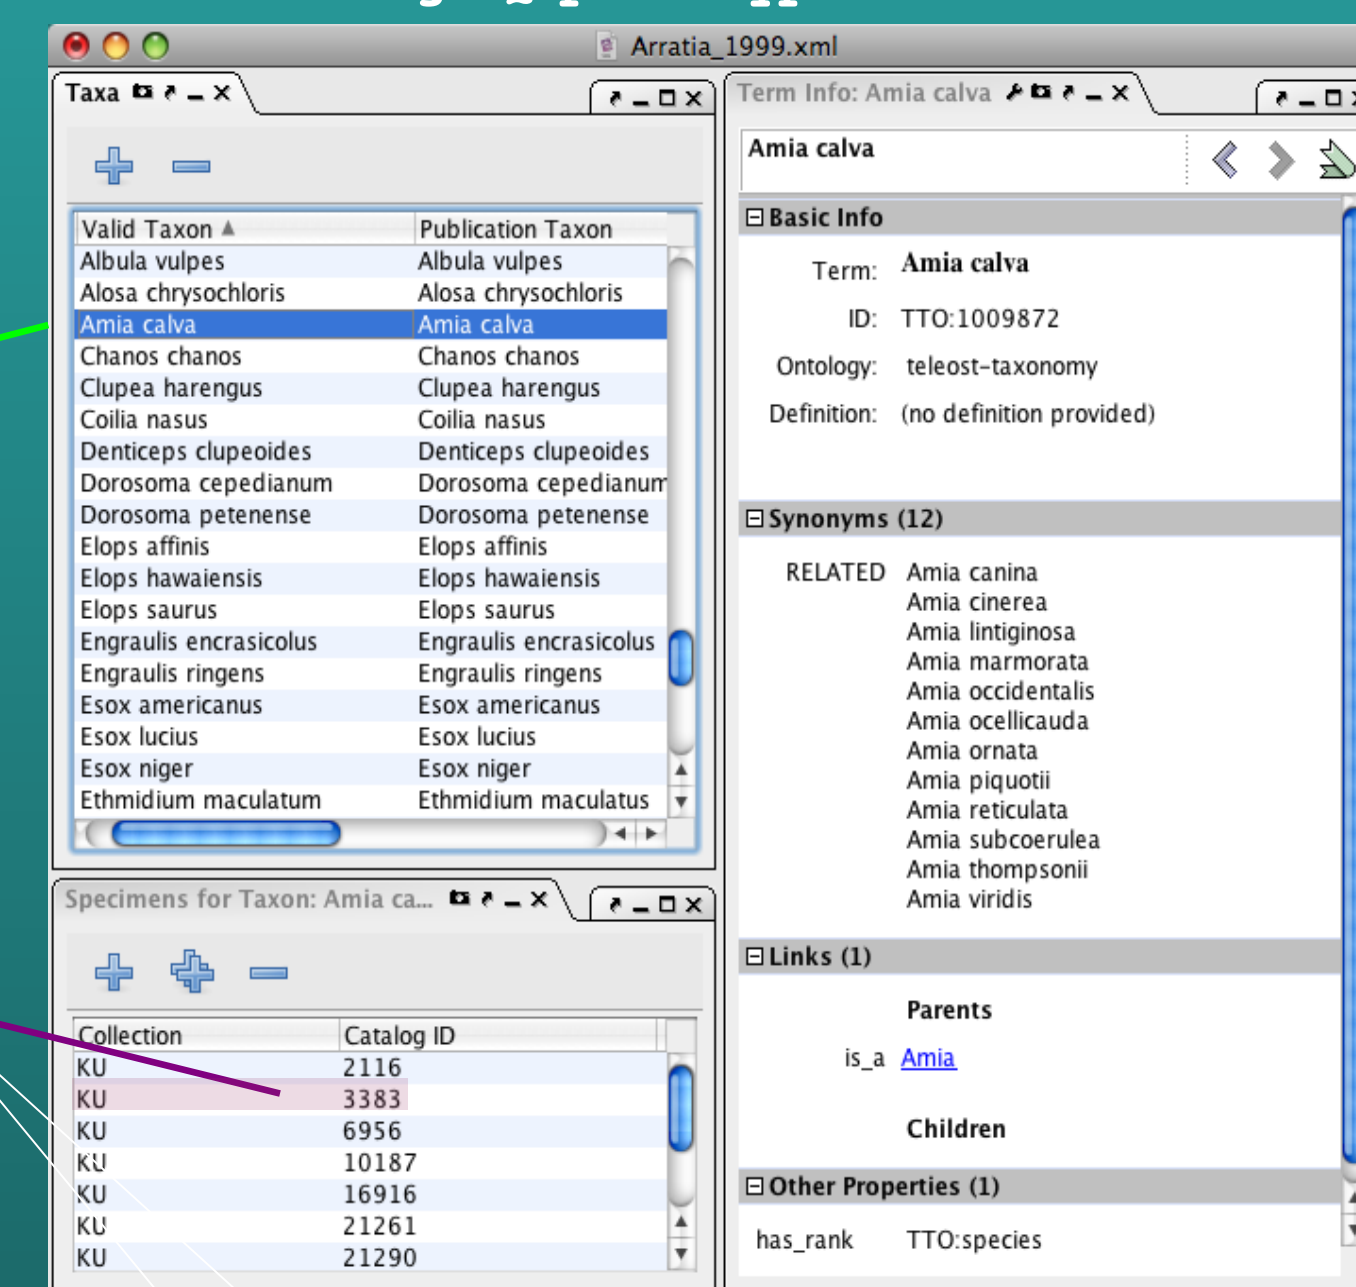 Arratia_1999.xml
Taxa
Valid Taxon Publication Taxon
Albula vulpes Albula vulpes
Alosa chrysochloris Alosa chrysochloris
Amia calva Amia calva
Chanos chanos Chanos chanos
Clupea harengus Clupea harengus
Coilia nasus Coilia nasus
Denticeps clupeoides Denticeps clupeoides
Dorosoma cepedianum Dorosoma cepedianum
Dorosoma petenense Dorosoma petenense
Elops affinis Elops affinis
Elops hawaiensis Elops hawaiensis
Elops saurus Elops saurus
Engraulis encrasicolus Engraulis encrasicolus
Engraulis ringens Engraulis ringens
Esox americanus Esox americanus
Esox lucius Esox lucius
Esox niger Esox niger
Ethmidium maculatum Ethmidium maculatus
Specimens for Taxon: Amia ca...
Collection Catalog ID
KU 2116
KU 3383
KU 6956
KU 10187
KU 16916
KU 21261
KU 21290
Term Info: Amia calva
Amia calva
Basic Info
Term: Amia calva
ID: TTO:1009872
Ontology: teleost-taxonomy
Definition: (no definition provided)
Synonyms (12)
RELATED Amia canina
Amia cinerea
Amia lintiginosa
Amia marmorata
Amia occidentalis
Amia ocellicauda
Amia ornata
Amia piquotii
Amia reticulata
Amia subcoerulea
Amia thompsonii
Amia viridis
Links (1)
Parents
is_a Amia
Children
Other Properties (1)
has_rank TTO:species